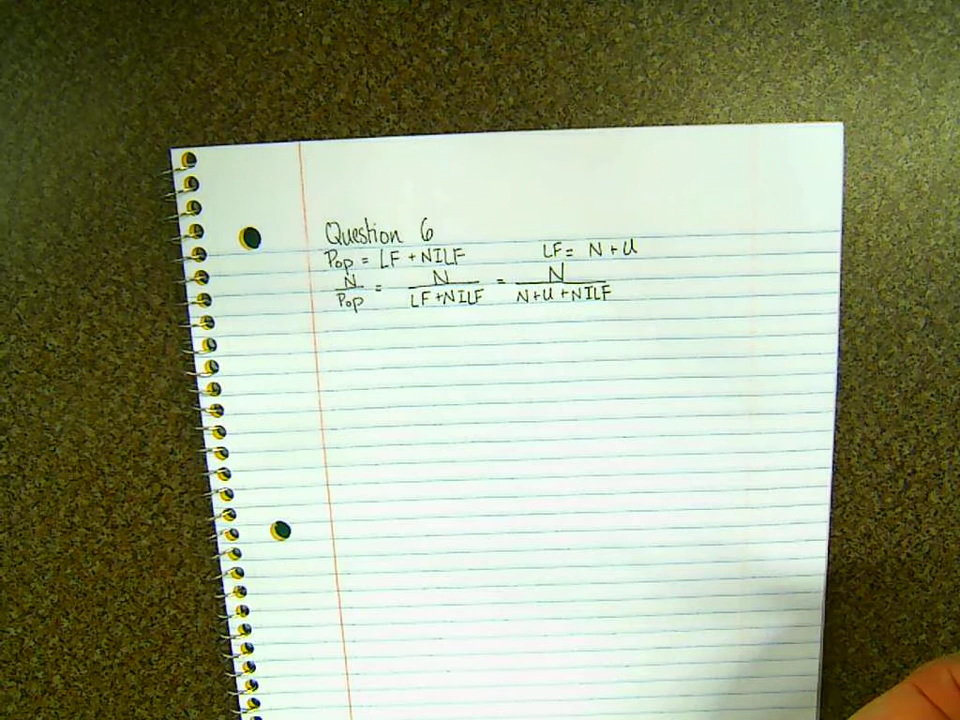 Question 6
Pop = LF + NILF LF = N + U
N/Pop = N/LF + NILF = N/N + U + NILF